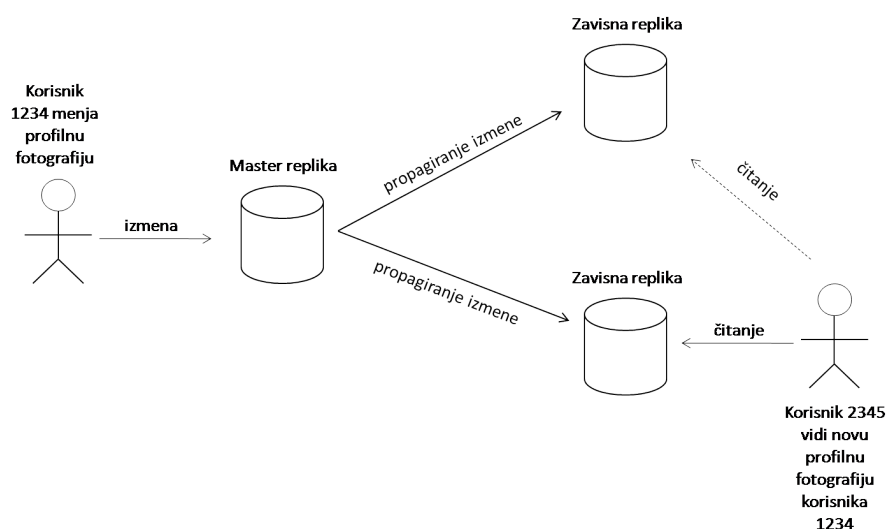 Korisnik
1234 menja
profilnu
fotografiju
izmena
Master replika
propagiranje izmene
propagiranje izmene
Zavisna replika
Zavisna replika
čitanje
čitanje
Korisnik 2345
vidi novu
profilnu
fotografiju
korisnika
1234